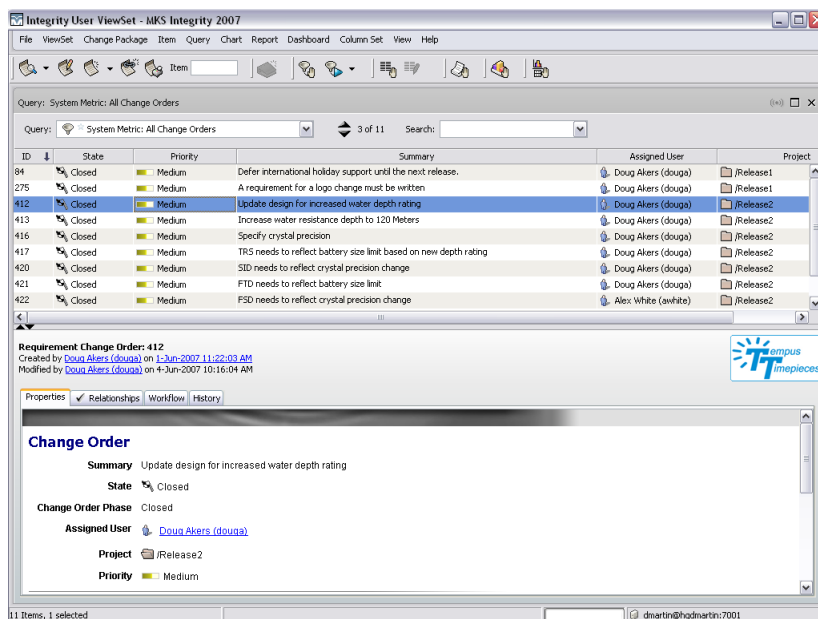 Integrity User ViewSet - MKS Integrity 2007
File ViewSet Change Package Item Query Chart Report Dashboard Column Set View Help
Item
Query: System Metric: All Change Orders
Query: System Metric: All Change Orders 3 of 11 Search:
ID State Priority Summary Assigned User Project
84 Closed Medium Defer international holiday support until the next release. Doug Akers (douga) /Release1
275 Closed Medium A requirement for a logo change must be written Doug Akers (douga) /Release1
412 Closed Medium Update design for increased water depth rating Doug Akers (douga) /Release2
413 Closed Medium Increase water resistance depth to 120 Meters Doug Akers (douga) /Release2
416 Closed Medium Specify crystal precision Doug Akers (douga) /Release2
417 Closed Medium TRS needs to reflect battery size limit based on new depth rating Doug Akers (douga) /Release2
420 Closed Medium SID needs to reflect crystal precision change Doug Akers (douga) /Release2
421 Closed Medium FTD needs to reflect battery size limit Doug Akers (douga) /Release2
422 Closed Medium FSD needs to reflect crystal precision change Alex White (awhite) /Release2
Requirement Change Order: 412
Created by Doug Akers (douga) on 1-Jun-2007 11:22:03 AM
Modified by Doug Akers (douga) on 4-Jun-2007 10:16:04 AM
Tempus
Timepieces
Properties Relationships Workflow History
Change Order
Summary Update design for increased water depth rating
State Closed
Change Order Phase Closed
Assigned User Doug Akers (douga)
Project /Release2
Priority Medium
11 Items, 1 selected dmartin@hqdmartin:7001